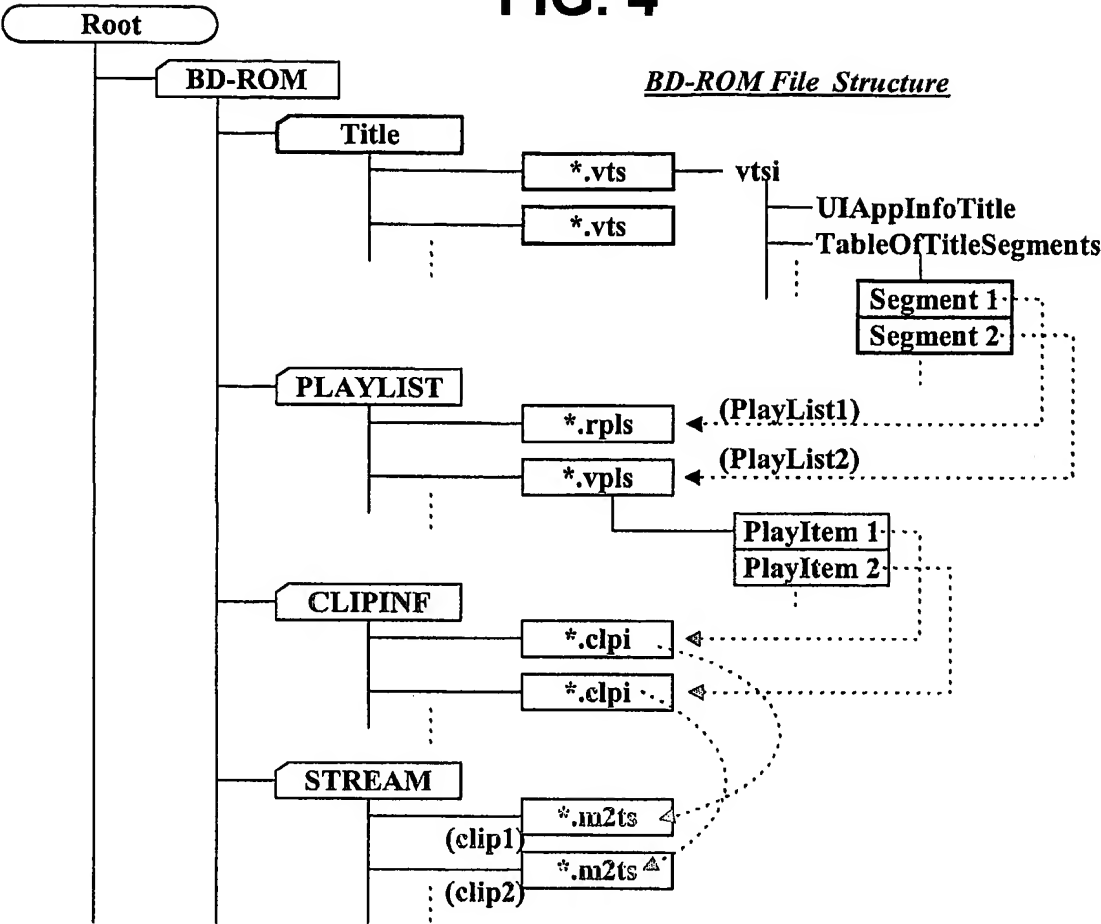 FIG. 4
Root
BD-ROM
BD-ROM File Structure
Title
*.vts
vtsi
*.vts
UIAppInfoTitle
TableOfTitleSegments
Segment 1
Segment 2
PLAYLIST
*.rpls
(PlayList1)
*.vpls
(PlayList2)
PlayItem 1
PlayItem 2
CLIPINF
*.clpi
*.clpi
STREAM
*.m2ts
(clip1)
*.m2ts
(clip2)